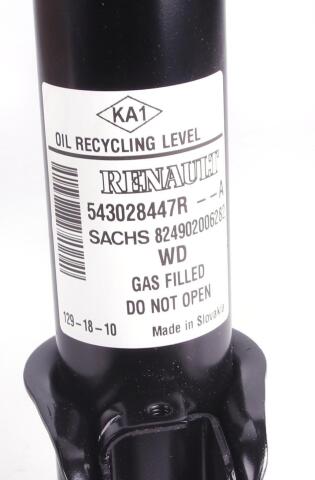 KA1
OIL RECYCLING LEVEL
RENAULT
543028447R --A
SACHS 824902006282
WD
GAS FILLED
DO NOT OPEN
129-18-10 Made in Slovakia